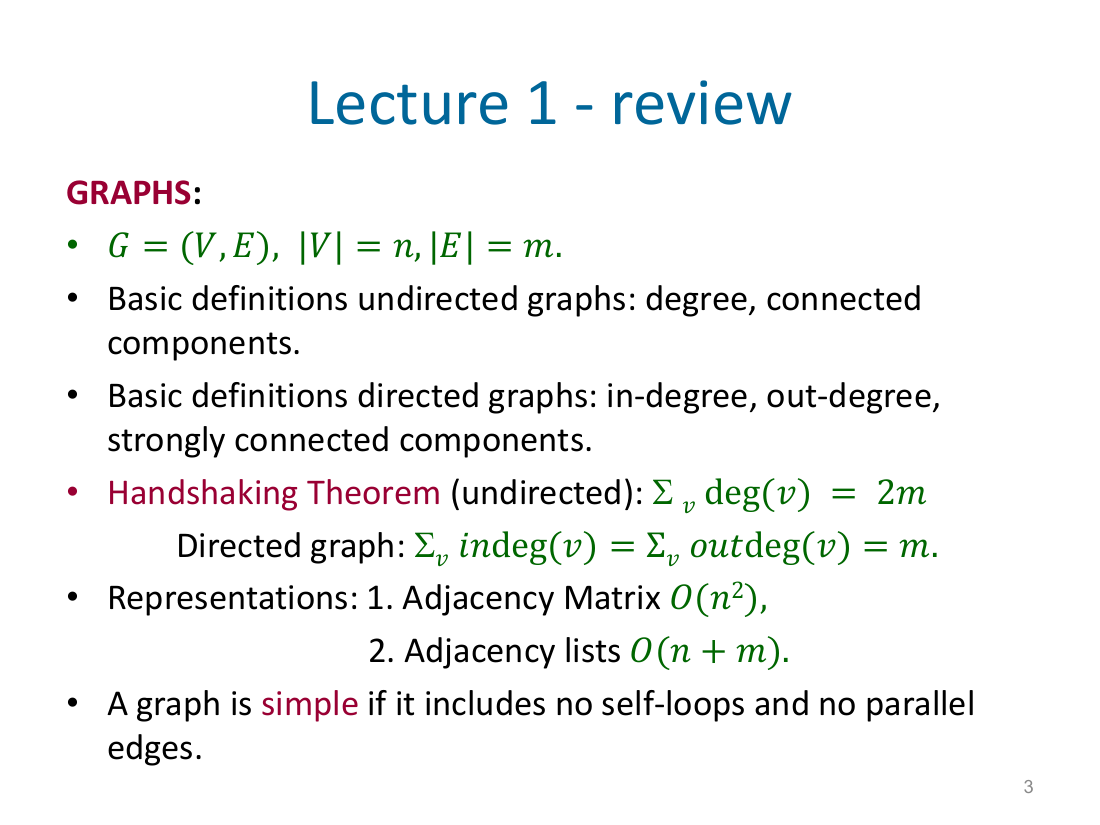 Lecture 1 - review
GRAPHS:
• G = (V, E), |V| = n, |E| = m.
• Basic definitions undirected graphs: degree, connected
components.
• Basic definitions directed graphs: in-degree, out-degree,
strongly connected components.
• Handshaking Theorem (undirected): Σ ᵥ deg(v) = 2m
Directed graph: Σᵥ indeg(v) = Σᵥ outdeg(v) = m.
• Representations: 1. Adjacency Matrix O(n²),
2. Adjacency lists O(n + m).
• A graph is simple if it includes no self-loops and no parallel
edges.
3